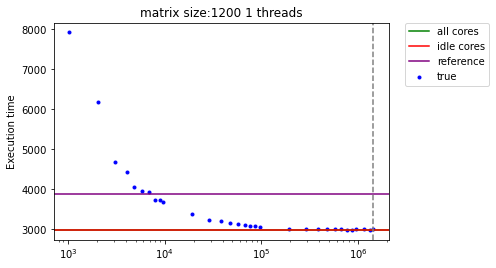 matrix size:1200 1 threads
8000
7000
6000
5000
4000
3000
Execution time
10³
10⁴
10⁵
10⁶
all cores
idle cores
reference
true